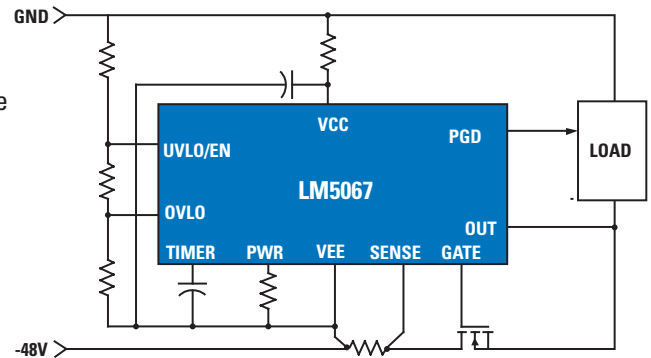 GND
e
VCC
UVLO/EN
PGD
LOAD
LM5067
-
OVLO
OUT
TIMER PWR VEE SENSE GATE
-48V